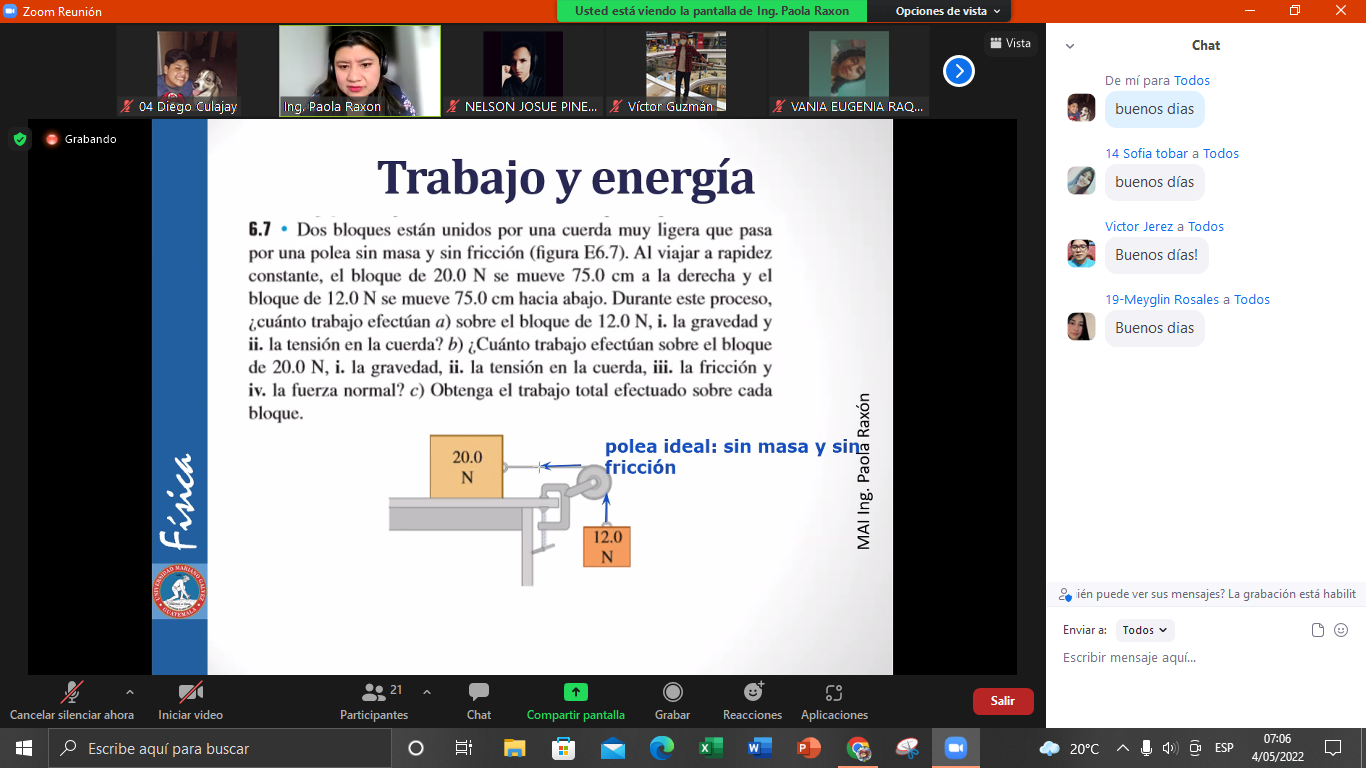 Zoom Reunión
Usted está viendo la pantalla de Ing. Paola Raxon
Opciones de vista
04 Diego Culajay
Ing. Paola Raxon
NELSON JOSUE PINE...
Víctor Guzmán
VANIA EUGENIA RAQ...
Vista
Grabando
Trabajo y energía
6.7 • Dos bloques están unidos por una cuerda muy ligera que pasa
por una polea sin masa y sin fricción (figura E6.7). Al viajar a rapidez
constante, el bloque de 20.0 N se mueve 75.0 cm a la derecha y el
bloque de 12.0 N se mueve 75.0 cm hacia abajo. Durante este proceso,
¿cuánto trabajo efectúan a) sobre el bloque de 12.0 N, i. la gravedad y
ii. la tensión en la cuerda? b) ¿Cuánto trabajo efectúan sobre el bloque
de 20.0 N, i. la gravedad, ii. la tensión en la cuerda, iii. la fricción y
iv. la fuerza normal? c) Obtenga el trabajo total efectuado sobre cada
bloque.
polea ideal: sin masa y sin
fricción
20.0
N
12.0
N
MAI Ing. Paola Raxón
Física
UNIVERSIDAD MARIANO GALVEZ
GUATEMALA
Chat
De mí para Todos
buenos dias
14 Sofia tobar a Todos
buenos días
Victor Jerez a Todos
Buenos días!
19-Meyglin Rosales a Todos
Buenos dias
ién puede ver sus mensajes? La grabación está habilit
Enviar a: Todos
Escribir mensaje aquí...
Cancelar silenciar ahora
Iniciar video
21
Participantes
Chat
Compartir pantalla
Grabar
Reacciones
Aplicaciones
Salir
Escribe aquí para buscar
20°C
ESP
07:06
4/05/2022